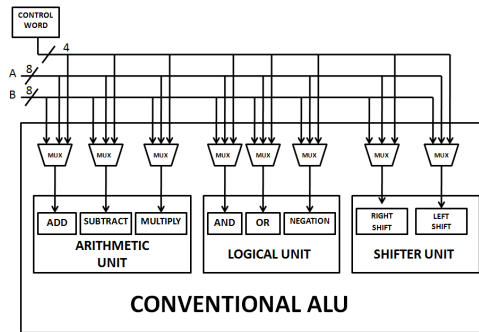 CONTROL
WORD
4
A 8
B 8
MUX MUX MUX MUX MUX MUX MUX MUX
ADD SUBTRACT MULTIPLY AND OR NEGATION RIGHT SHIFT LEFT SHIFT
ARITHMETIC
UNIT
LOGICAL UNIT
SHIFTER UNIT
CONVENTIONAL ALU